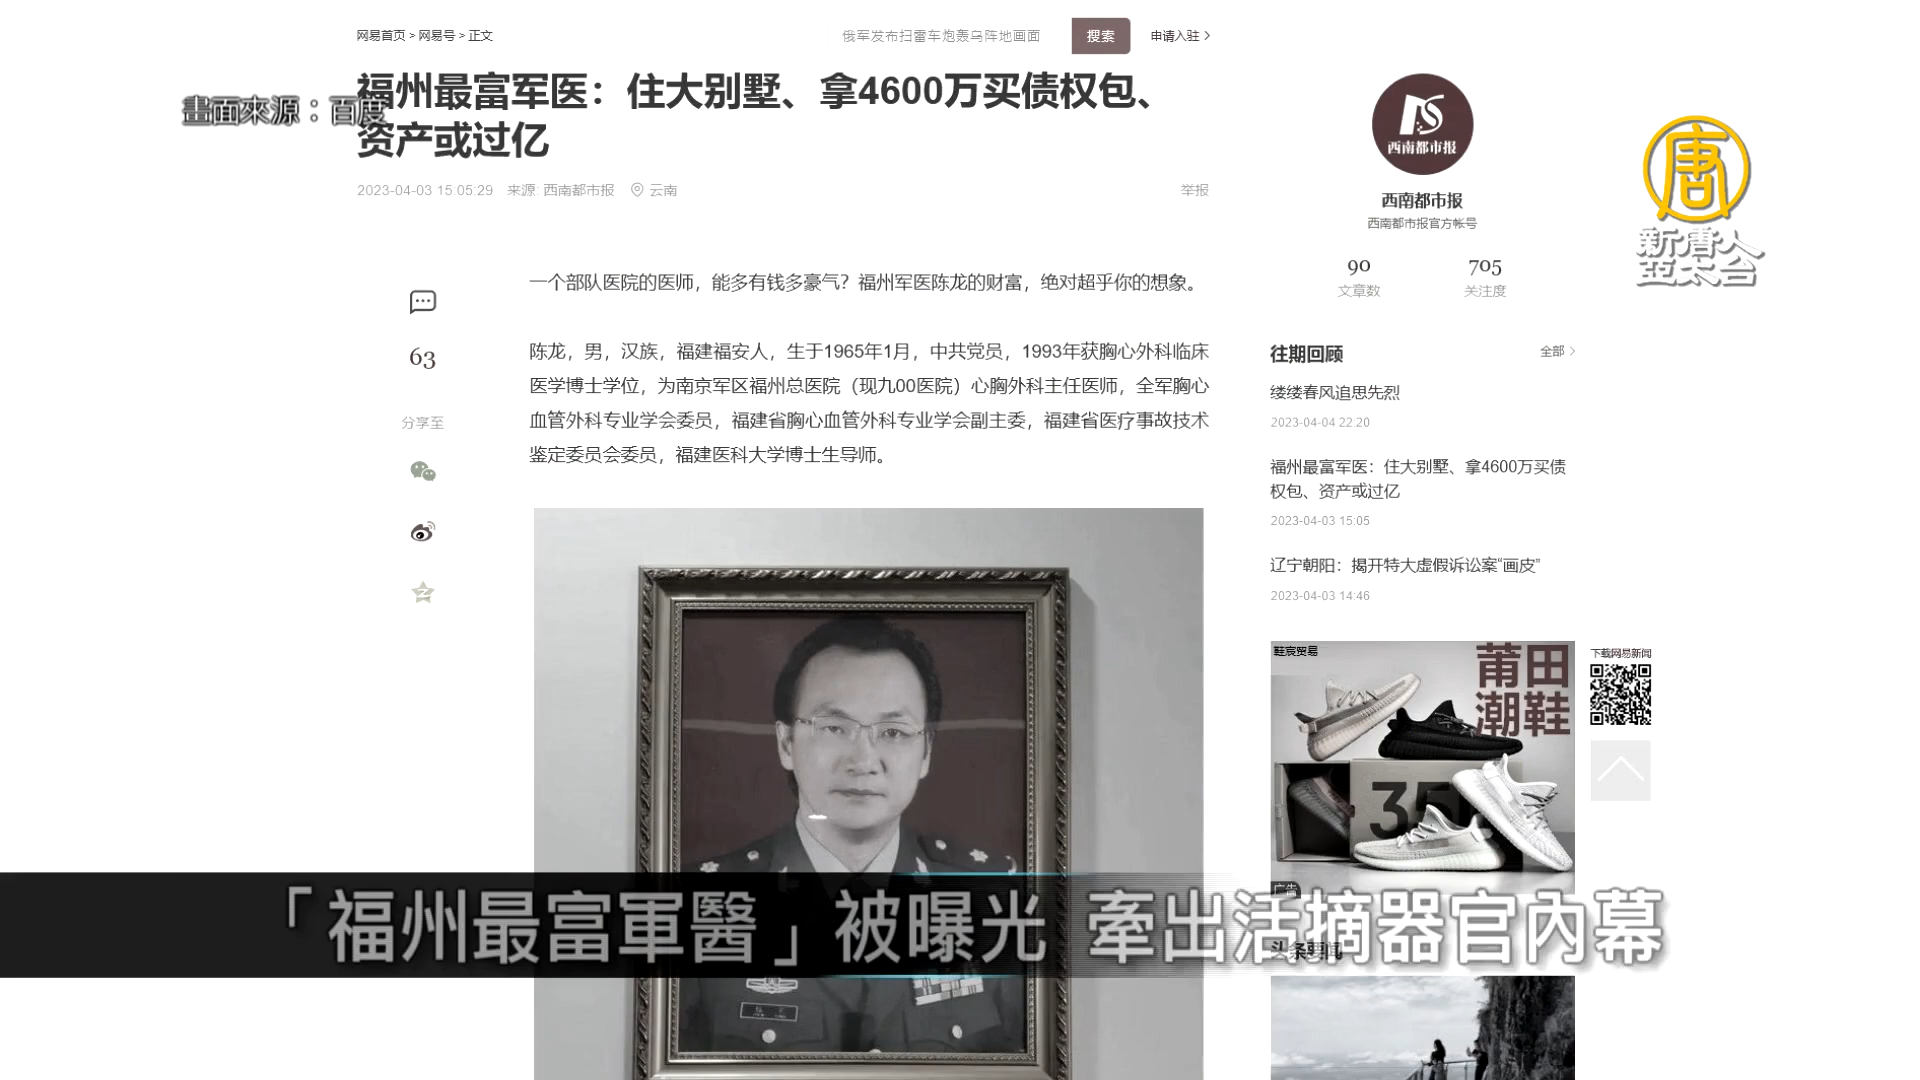 网易首页 > 网易号 > 正文
俄军发布扫雷车炮轰乌阵地画面
搜索
申请入驻
福州最富军医：住大别墅、拿4600万买债权包、
资产或过亿
畫面來源：百度
2023-04-03 15:05:29 来源: 西南都市报 云南
举报
63
分享至
一个部队医院的医师，能多有钱多豪气？福州军医陈龙的财富，绝对超乎你的想象。
陈龙，男，汉族，福建福安人，生于1965年1月，中共党员，1993年获胸心外科临床
医学博士学位，为南京军区福州总医院（现九00医院）心胸外科主任医师，全军胸心
血管外科专业学会委员，福建省胸心血管外科专业学会副主委，福建省医疗事故技术
鉴定委员会委员，福建医科大学博士生导师。
西南都市报
西南都市报
西南都市报官方帐号
90
文章数
705
关注度
唐
新唐人
亞太台
往期回顾
全部
缕缕春风追思先烈
2023-04-04 22:20
福州最富军医：住大别墅、拿4600万买债
权包、资产或过亿
2023-04-03 15:05
辽宁朝阳：揭开特大虚假诉讼案“画皮”
2023-04-03 14:46
鞋宸贸易
莆田
潮鞋
35
广告
下载网易新闻
头条要闻
「福州最富軍醫」被曝光 牽出活摘器官內幕